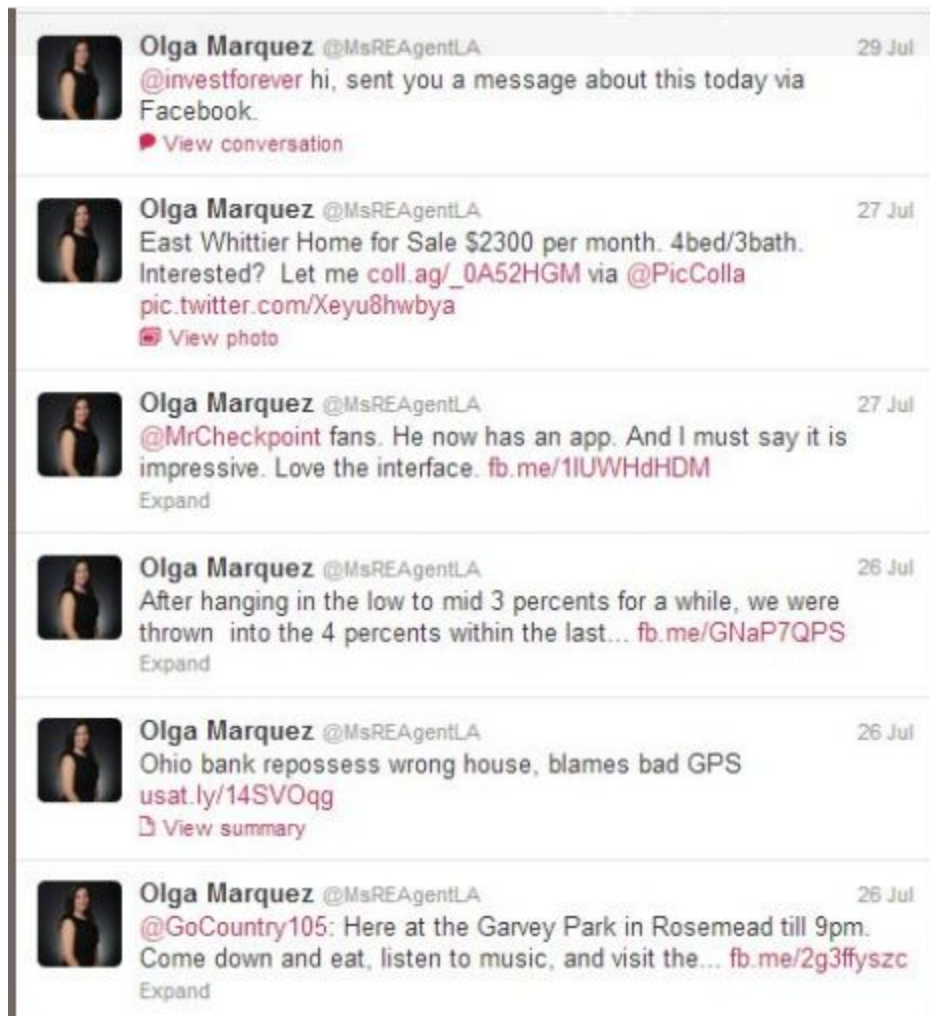 Olga Marquez @MsREAgentLA 29 Jul
@investforever hi, sent you a message about this today via
Facebook.
View conversation
Olga Marquez @MsREAgentLA 27 Jul
East Whittier Home for Sale $2300 per month. 4bed/3bath.
Interested? Let me coll.ag/_0A52HGM via @PicColla
pic.twitter.com/Xeyu8hwbya
View photo
Olga Marquez @MsREAgentLA 27 Jul
@MrCheckpoint fans. He now has an app. And I must say it is
impressive. Love the interface. fb.me/1IUWHdHDM
Expand
Olga Marquez @MsREAgentLA 26 Jul
After hanging in the low to mid 3 percents for a while, we were
thrown into the 4 percents within the last... fb.me/GNaP7QPS
Expand
Olga Marquez @MsREAgentLA 26 Jul
Ohio bank repossess wrong house, blames bad GPS
usat.ly/14SVOqg
View summary
Olga Marquez @MsREAgentLA 26 Jul
@GoCountry105: Here at the Garvey Park in Rosemead till 9pm.
Come down and eat, listen to music, and visit the... fb.me/2g3ffyszc
Expand